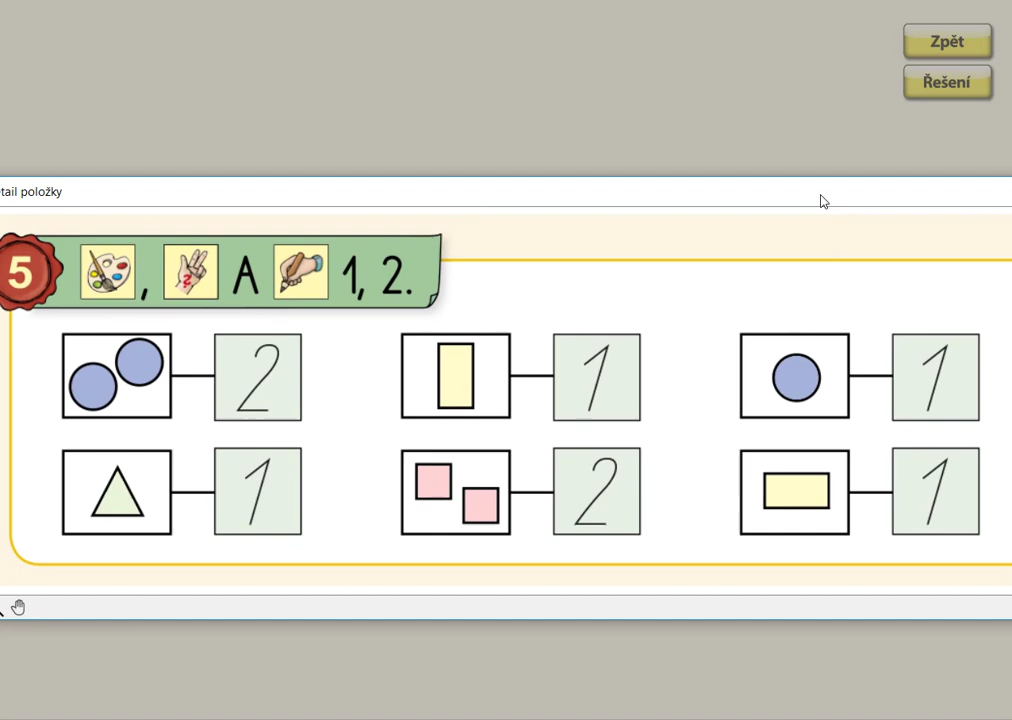 Zpět
Řešení
tail položky
5 , A 1, 2.
2 1 1
1 2 1